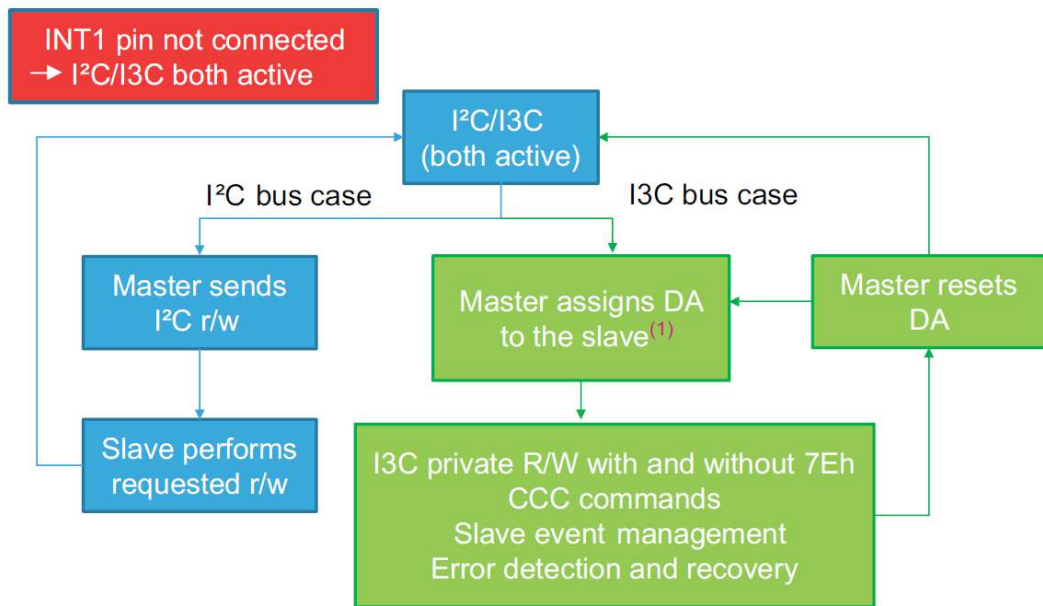 INT1 pin not connected
→ I²C/I3C both active
I²C/I3C
(both active)
I²C bus case
I3C bus case
Master sends
I²C r/w
Master assigns DA
to the slave(1)
Master resets
DA
Slave performs
requested r/w
I3C private R/W with and without 7Eh
CCC commands
Slave event management
Error detection and recovery